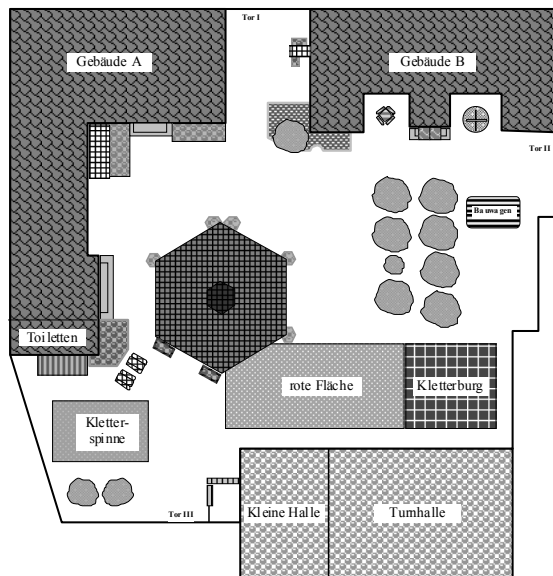 Tor I
Gebäude A
Gebäude B
Tor II
Bauwagen
Toiletten
rote Fläche
Kletterburg
Kletter-
spinne
Tor III
Kleine Halle
Turnhalle